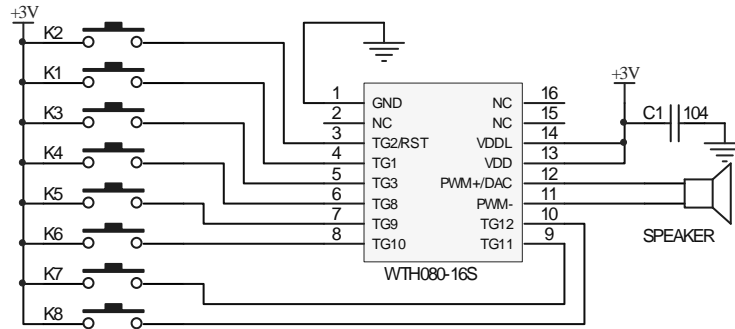 +3V
K2
K1
K3
K4
K5
K6
K7
K8
1 GND
2 NC
3 TG2/RST
4 TG1
5 TG3
6 TG8
7 TG9
8 TG10
NC 16
NC 15
VDDL 14
VDD 13
PWM+/DAC 12
PWM- 11
TG12 10
TG11 9
WTH080-16S
+3V
C1 104
SPEAKER